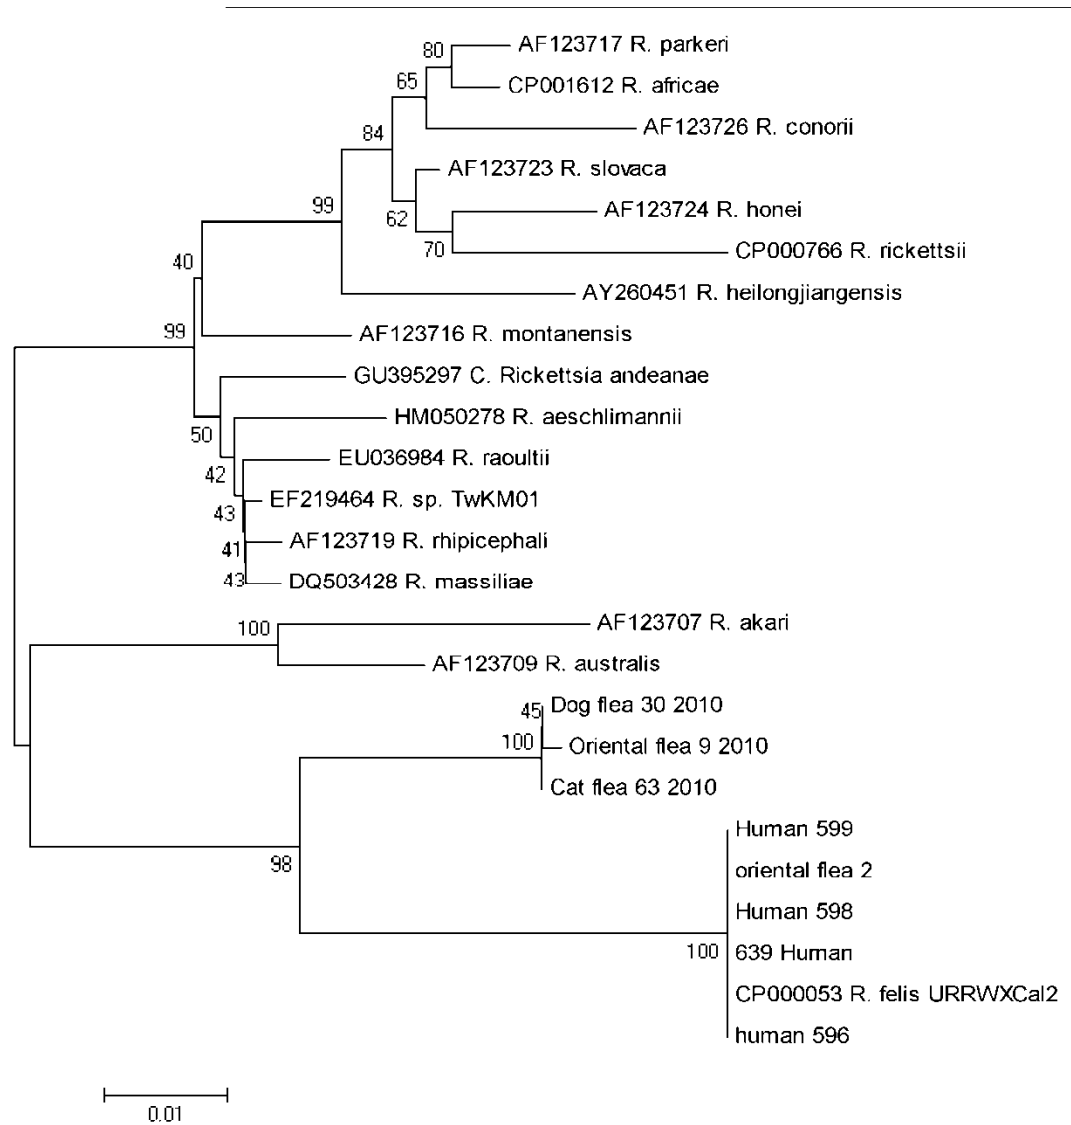 80
AF123717 R. parkeri
65
CP001612 R. africae
84
AF123726 R. conorii
AF123723 R. slovaca
99
62
AF123724 R. honei
70
CP000766 R. rickettsii
40
AY260451 R. heilongjiangensis
99
AF123716 R. montanensis
GU395297 C. Rickettsia andeanae
50
HM050278 R. aeschlimannii
42
EU036984 R. raoultii
43
EF219464 R. sp. TwKM01
41
AF123719 R. rhipicephali
43
DQ503428 R. massiliae
100
AF123707 R. akari
AF123709 R. australis
45
Dog flea 30 2010
100
Oriental flea 9 2010
Cat flea 63 2010
98
Human 599
oriental flea 2
Human 598
100
639 Human
CP000053 R. felis URRWXCal2
human 596
0.01